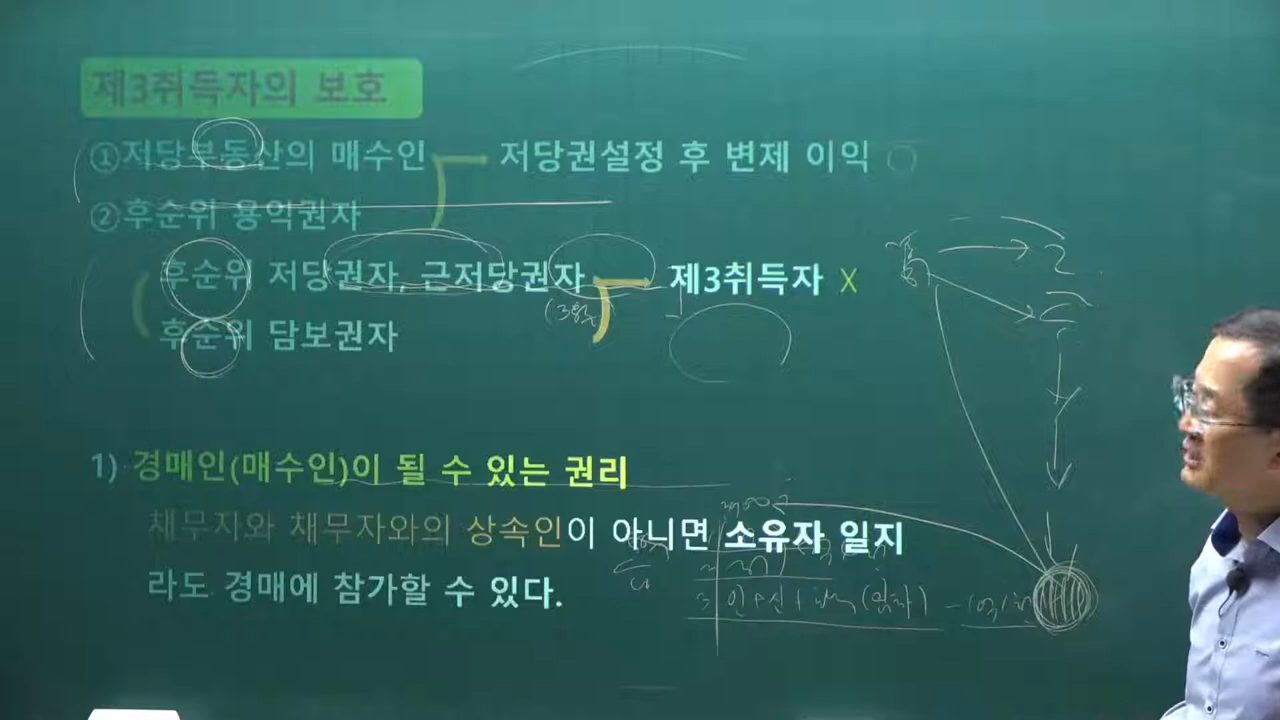 제3취득자의 보호
①저당부동산의 매수인 저당권설정 후 변제 이익 ○
②후순위 용익권자
후순위 저당권자, 근저당권자 제3취득자 X
후순위 담보권자
1) 경매인(매수인)이 될 수 있는 권리
채무자와 채무자와의 상속인이 아니면 소유자 일지
라도 경매에 참가할 수 있다.